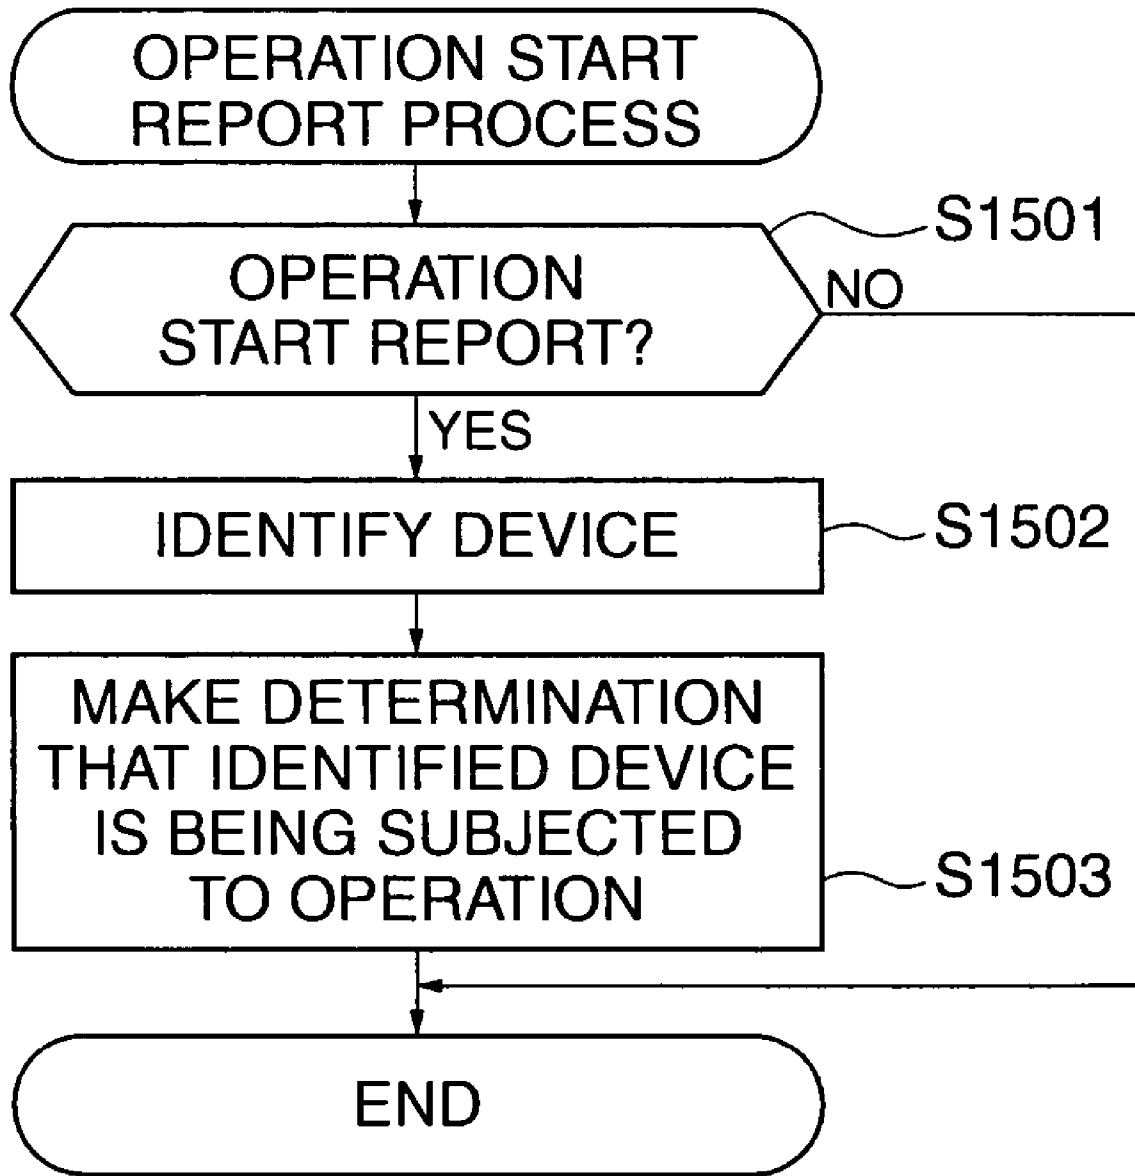 OPERATION START
REPORT PROCESS
S1501
OPERATION
START REPORT?
NO
YES
IDENTIFY DEVICE
S1502
MAKE DETERMINATION
THAT IDENTIFIED DEVICE
IS BEING SUBJECTED
TO OPERATION
S1503
END